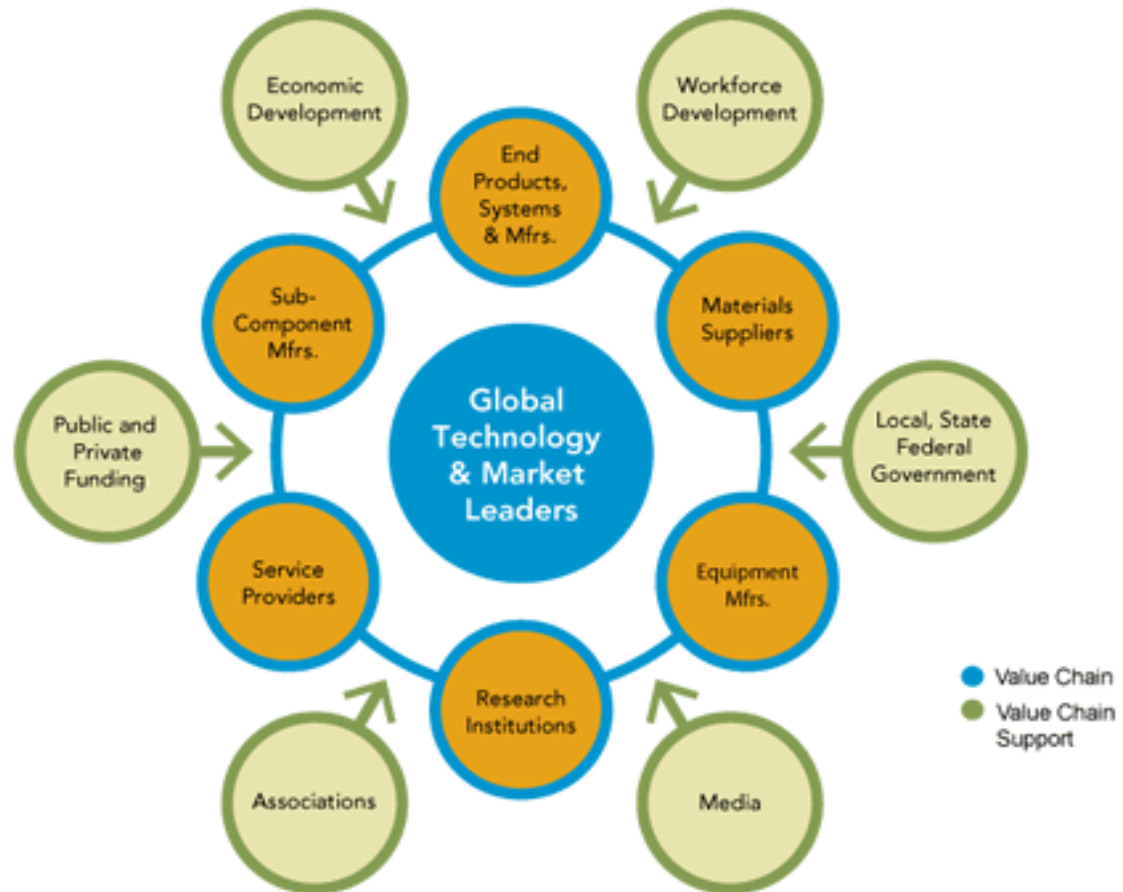 Economic
Development
Workforce
Development
End
Products,
Systems
& Mfrs.
Sub-
Component
Mfrs.
Materials
Suppliers
Public and
Private
Funding
Global
Technology
& Market
Leaders
Local, State
Federal
Government
Service
Providers
Equipment
Mfrs.
Research
Institutions
Value Chain
Value Chain
Support
Associations
Media